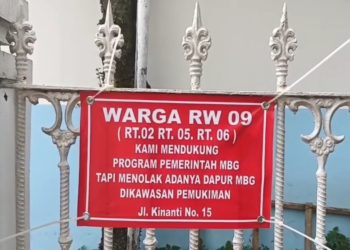 WARGA RW 09
( RT.02 RT. 05. RT. 06 )
KAMI MENDUKUNG
PROGRAM PEMERINTAH MBG
TAPI MENOLAK ADANYA DAPUR MBG
DIKAWASAN PEMUKIMAN
Jl. Kinanti No. 15